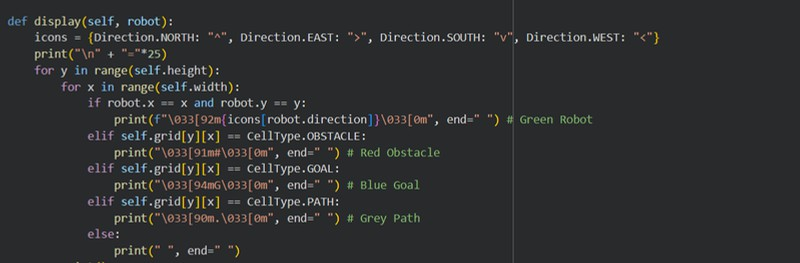 def display(self, robot):
    icons = {Direction.NORTH: "^", Direction.EAST: ">", Direction.SOUTH: "v", Direction.WEST: "<"}
    print("\n" + "="*25)
    for y in range(self.height):
        for x in range(self.width):
            if robot.x == x and robot.y == y:
                print(f"\033[92m{icons[robot.direction]}\033[0m", end=" ") # Green Robot
            elif self.grid[y][x] == CellType.OBSTACLE:
                print("\033[91m#\033[0m", end=" ") # Red Obstacle
            elif self.grid[y][x] == CellType.GOAL:
                print("\033[94mG\033[0m", end=" ") # Blue Goal
            elif self.grid[y][x] == CellType.PATH:
                print("\033[90m.\033[0m", end=" ") # Grey Path
            else:
                print(" ", end=" ")